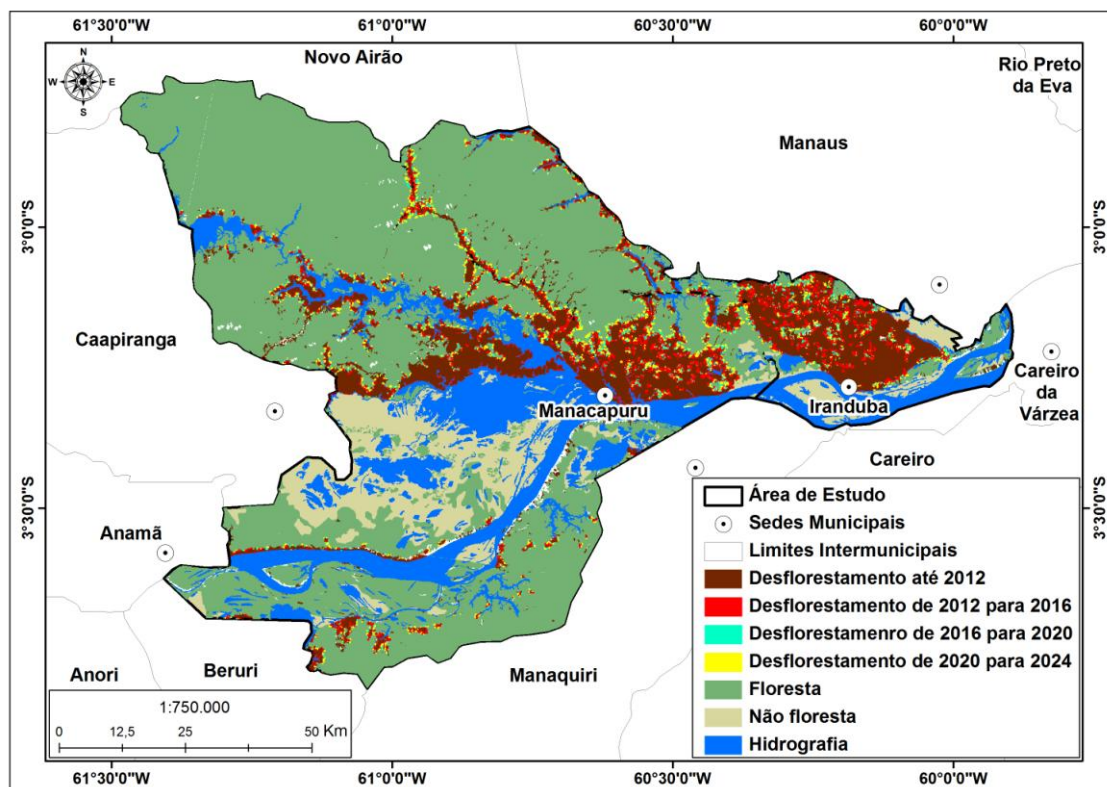 61°30'0"W
61°0'0"W
60°30'0"W
60°0'0"W
Novo Airão
Rio Preto
da Eva
N
W
E
S
Manaus
3°0'0"S
3°0'0"S
Caapiranga
Careiro
da
Várzea
Manacapuru
Iranduba
Careiro
3°30'0"S
3°30'0"S
Anamã
Anori
Beruri
Manaquiri
Área de Estudo
Sedes Municipais
Limites Intermunicipais
Desflorestamento até 2012
Desflorestamento de 2012 para 2016
Desflorestamenro de 2016 para 2020
Desflorestamento de 2020 para 2024
Floresta
Não floresta
Hidrografia
1:750.000
0 12,5 25 50 Km
61°30'0"W
61°0'0"W
60°30'0"W
60°0'0"W